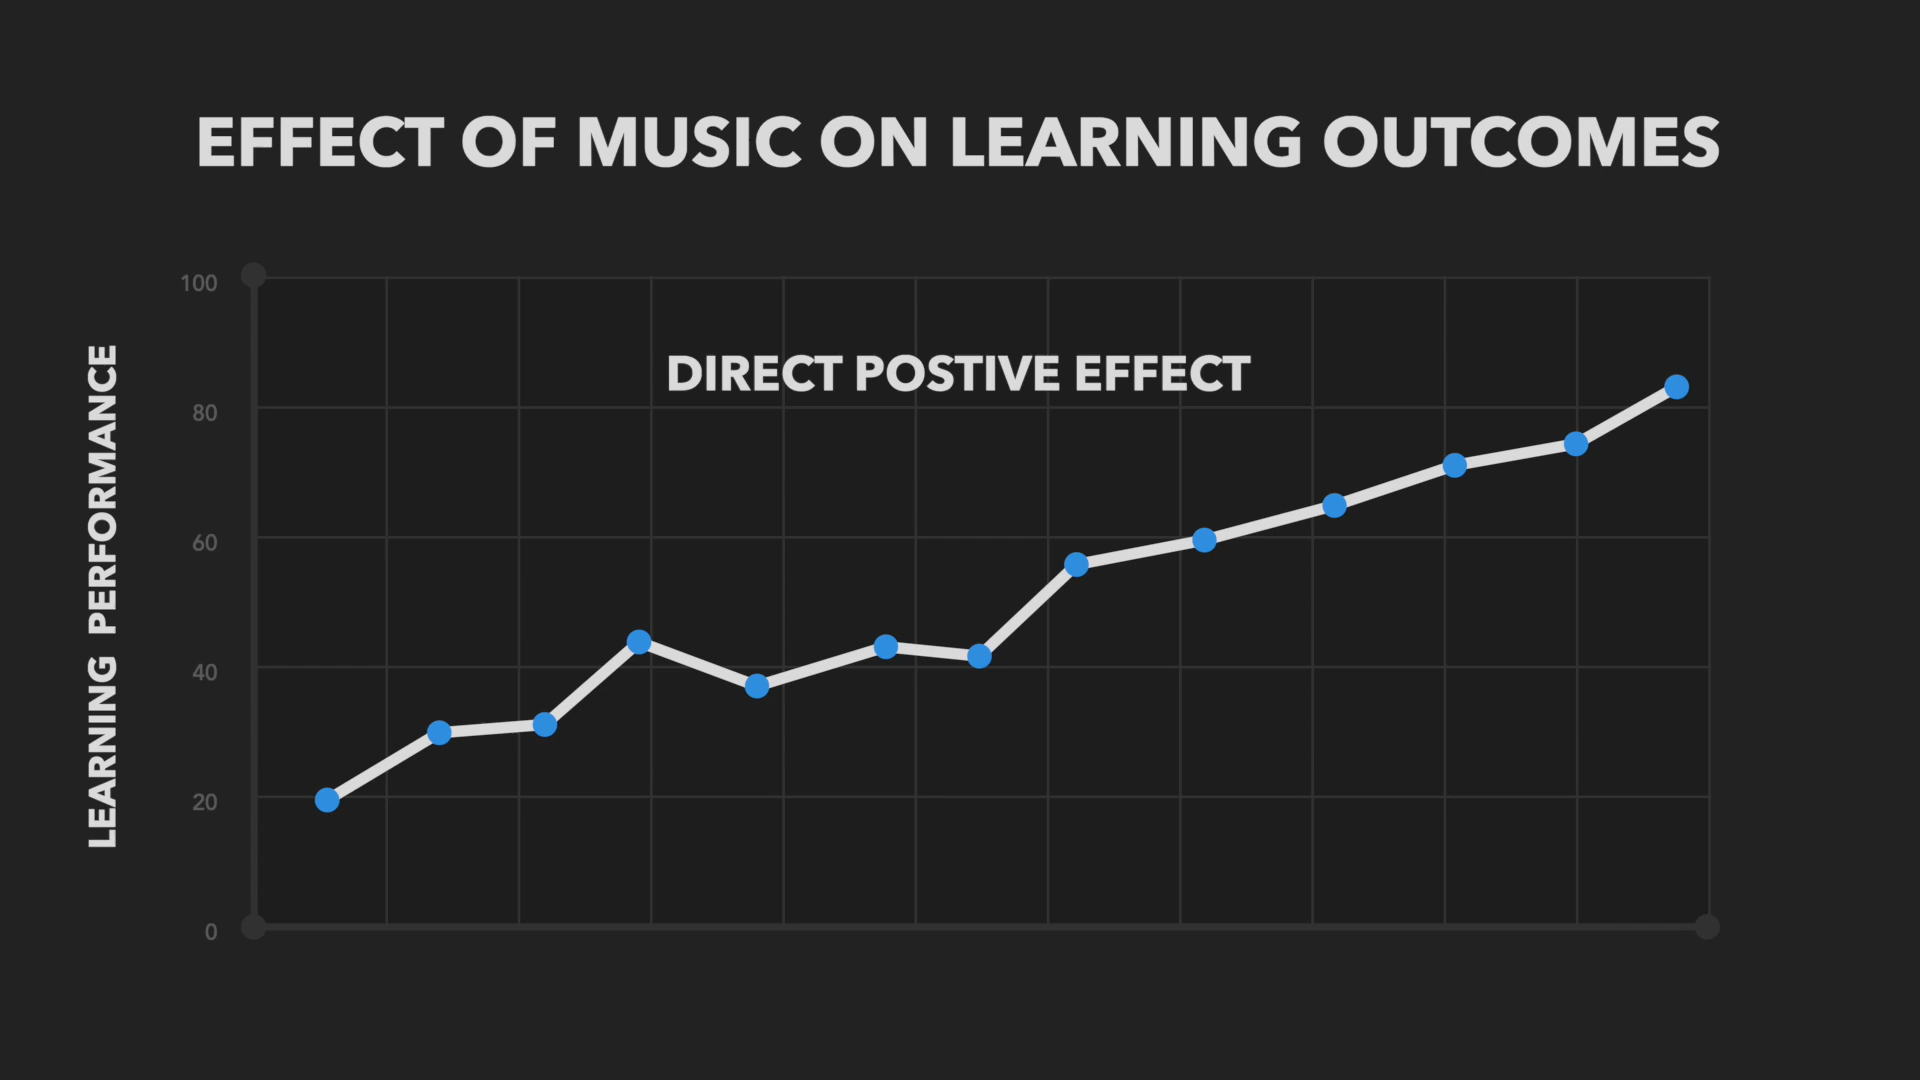 EFFECT OF MUSIC ON LEARNING OUTCOMES
100
DIRECT POSTIVE EFFECT
80
60
40
20
0
LEARNING PERFORMANCE